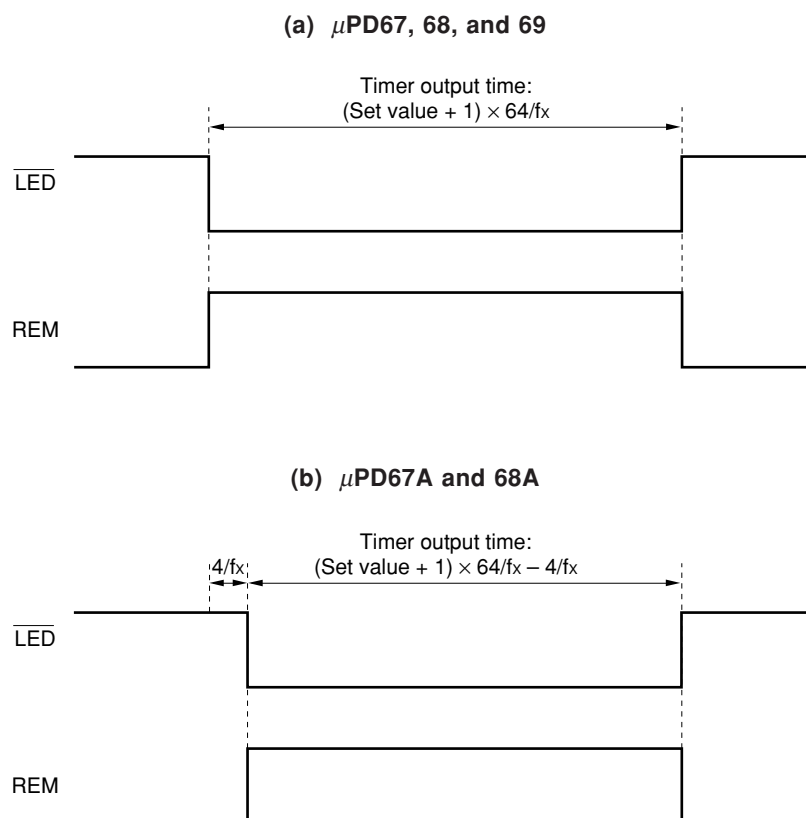 (a) μPD67, 68, and 69
Timer output time:
(Set value + 1) × 64/fx
LED
REM
(b) μPD67A and 68A
Timer output time:
4/fx
(Set value + 1) × 64/fx – 4/fx
LED
REM